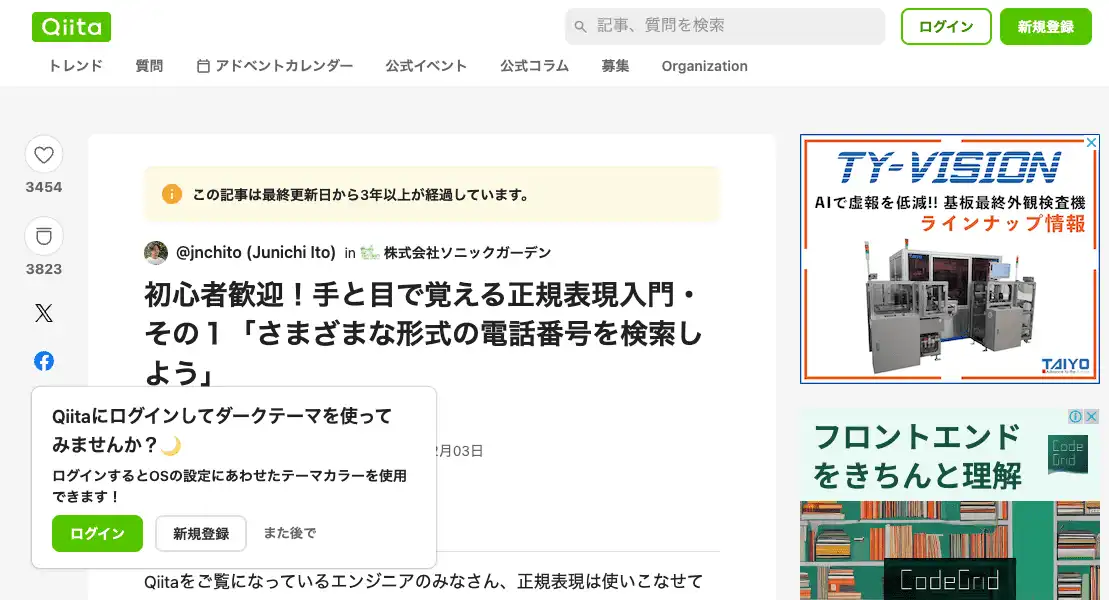 Qiita
記事、質問を検索
ログイン
新規登録
トレンド
質問
アドベントカレンダー
公式イベント
公式コラム
募集
Organization
3454
3823
この記事は最終更新日から3年以上が経過しています。
@jnchito (Junichi Ito) in 株式会社ソニックガーデン
初心者歓迎！手と目で覚える正規表現入門・
その１「さまざまな形式の電話番号を検索し
よう」
月03日
Qiitaにログインしてダークテーマを使って
みませんか？🌙
ログインするとOSの設定にあわせたテーマカラーを使用
できます！
ログイン
新規登録
また後で
Qiitaをご覧になっているエンジニアのみなさん、正規表現は使いこなせて
TY-VISION
AIで虚報を低減!! 基板最終外観検査機
ラインナップ情報
TAIYO
フロントエンド
をきちんと理解
Code
Grid
CodeGrid